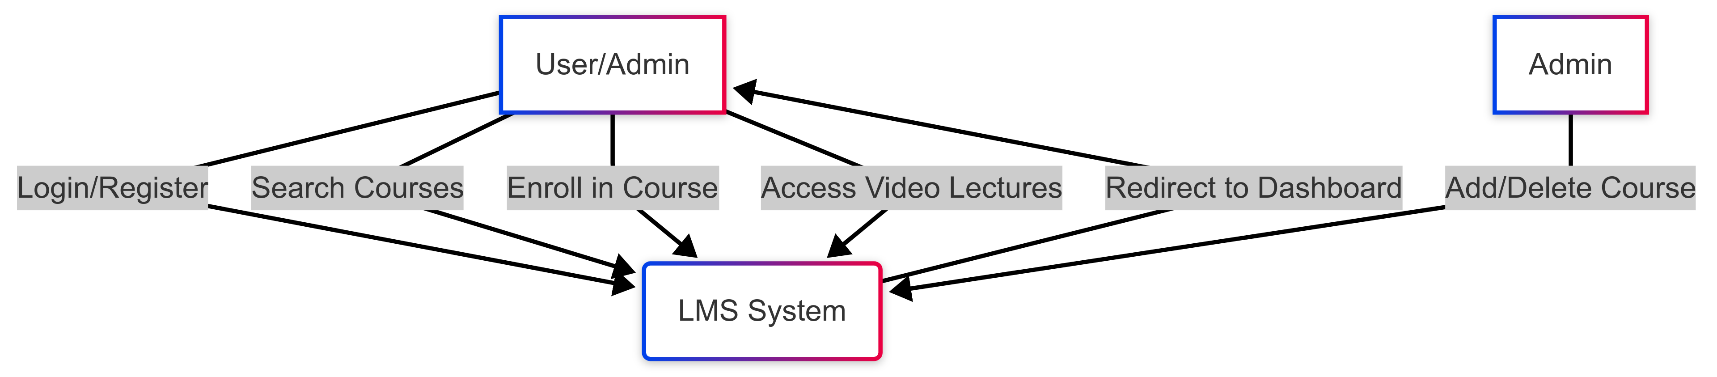 User/Admin
Admin
Login/Register
Search Courses
Enroll in Course
Access Video Lectures
Redirect to Dashboard
Add/Delete Course
LMS System